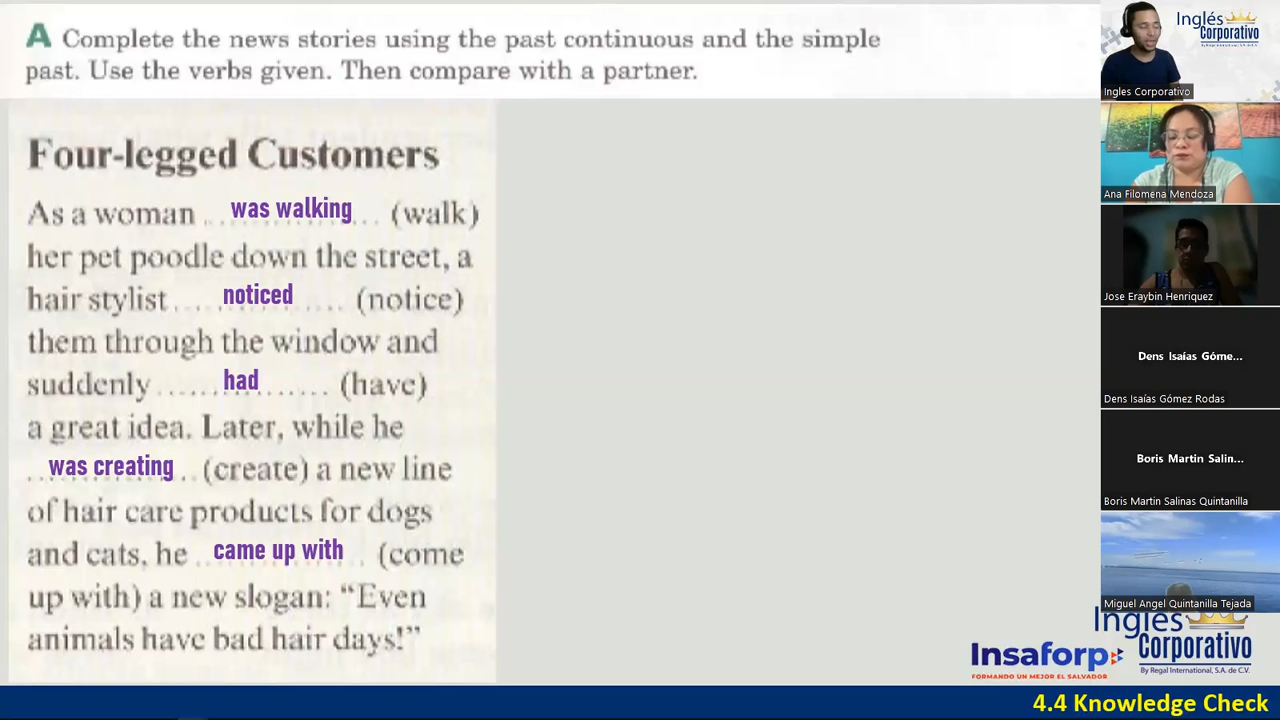 A Complete the news stories using the past continuous and the simple
past. Use the verbs given. Then compare with a partner.
Four-legged Customers
As a woman was walking (walk)
her pet poodle down the street, a
hair stylist noticed (notice)
them through the window and
suddenly had (have)
a great idea. Later, while he
was creating (create) a new line
of hair care products for dogs
and cats, he came up with (come
up with) a new slogan: “Even
animals have bad hair days!”
Inglés
Corporativo
By Regal International, S.A. de C.V.
Ingles Corporativo
Ana Filomena Mendoza
Jose Eraybin Henriquez
Dens Isaías Góme...
Dens Isaías Gómez Rodas
Boris Martin Salin...
Boris Martin Salinas Quintanilla
Miguel Angel Quintanilla Tejada
Inglés
Corporativo
By Regal International, S.A. de C.V.
Insaforp
FORMANDO UN MEJOR EL SALVADOR
4.4 Knowledge Check